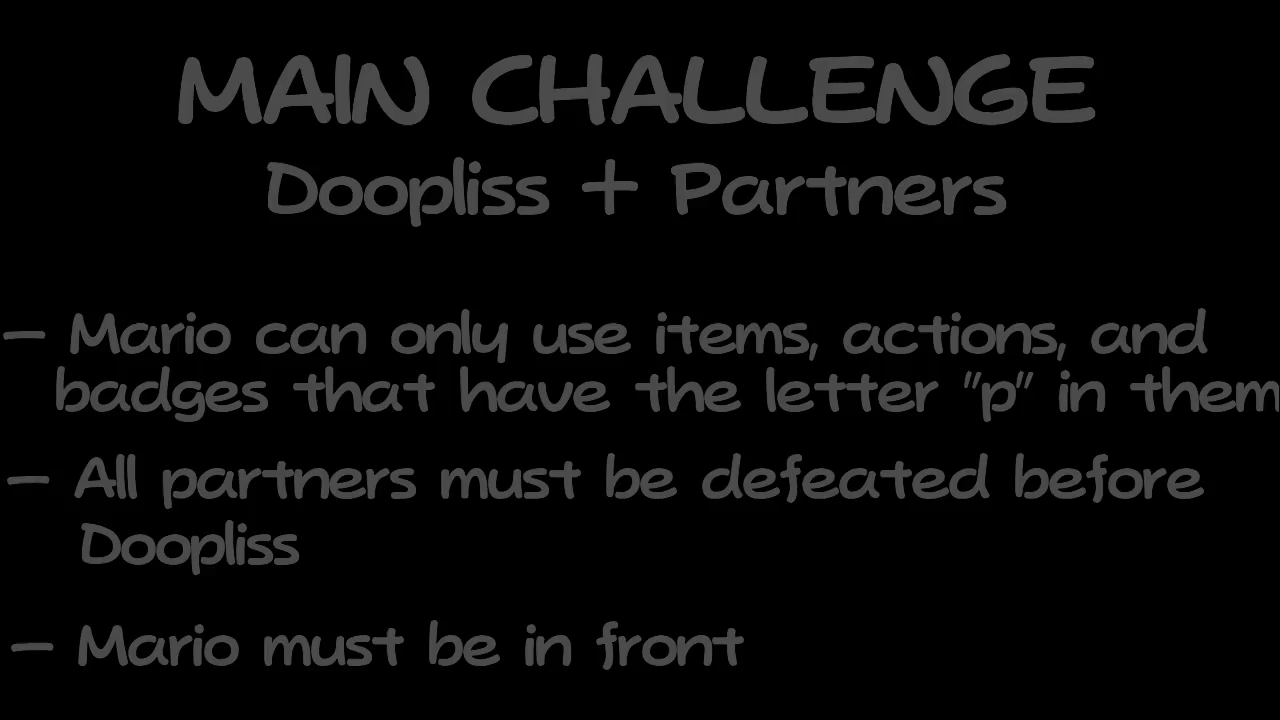 MAIN CHALLENGE
Doopliss + Partners
- Mario can only use items, actions, and
badges that have the letter "p" in them
- All partners must be defeated before
Doopliss
- Mario must be in front